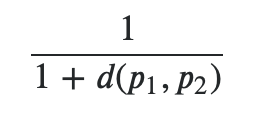 1
1 + d(p₁, p₂)